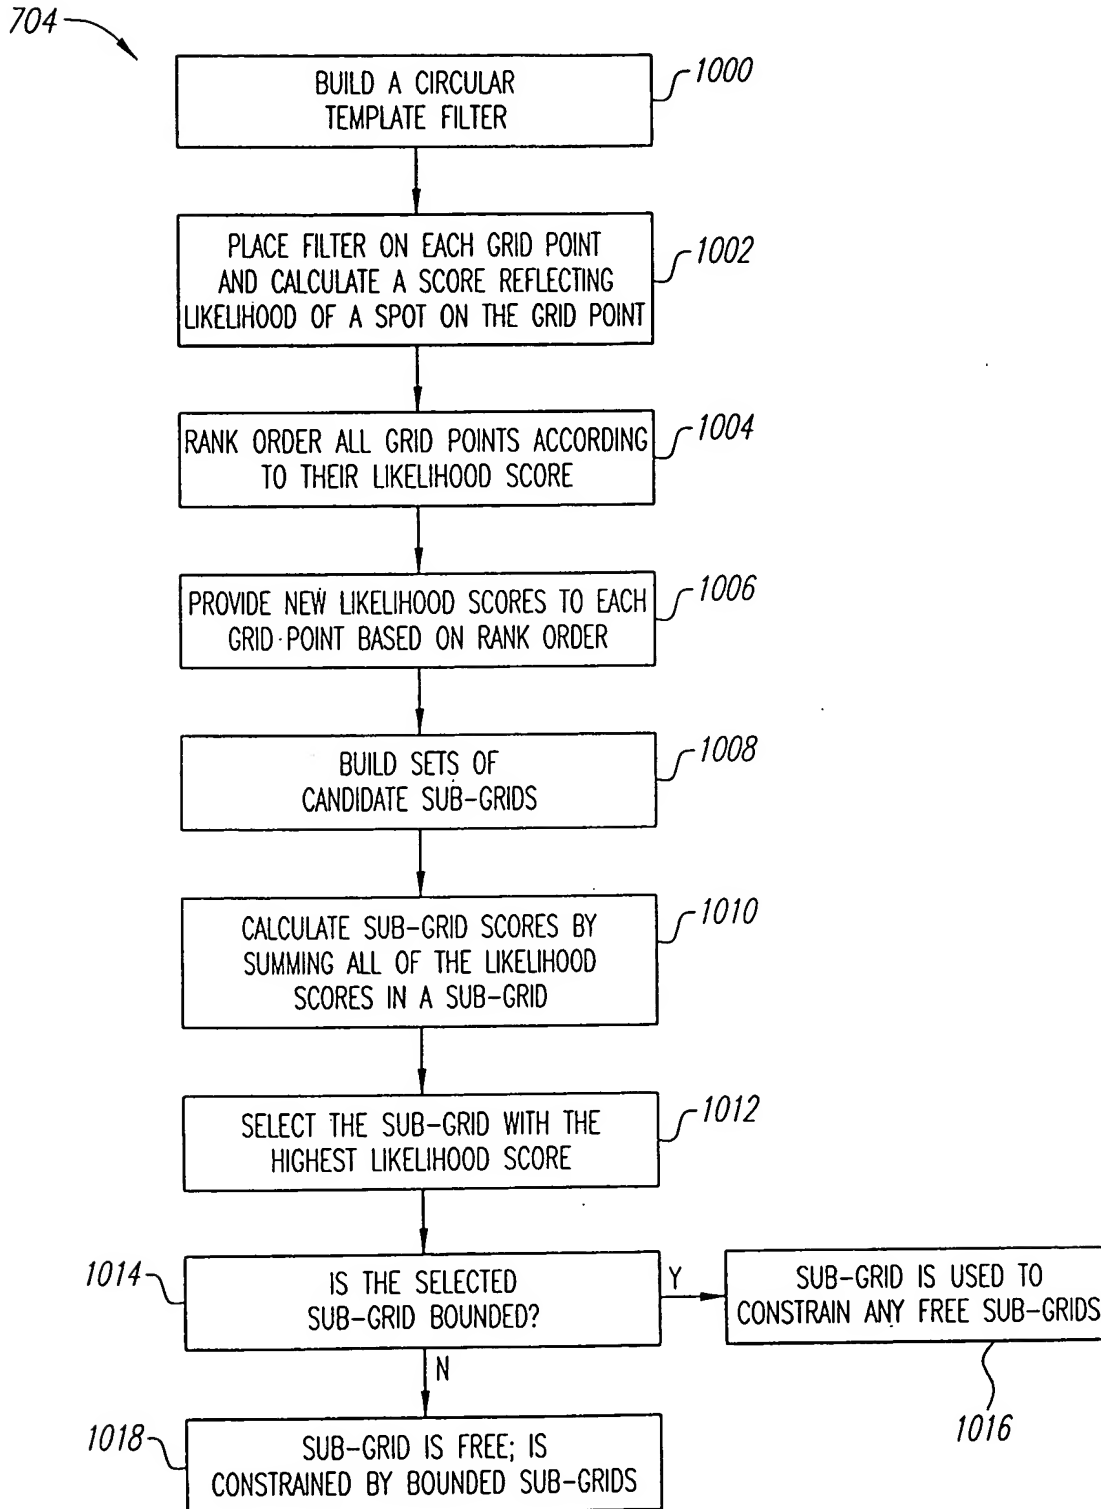 704
BUILD A CIRCULAR
TEMPLATE FILTER
1000
PLACE FILTER ON EACH GRID POINT
AND CALCULATE A SCORE REFLECTING
LIKELIHOOD OF A SPOT ON THE GRID POINT
1002
RANK ORDER ALL GRID POINTS ACCORDING
TO THEIR LIKELIHOOD SCORE
1004
PROVIDE NEW LIKELIHOOD SCORES TO EACH
GRID POINT BASED ON RANK ORDER
1006
BUILD SETS OF
CANDIDATE SUB-GRIDS
1008
CALCULATE SUB-GRID SCORES BY
SUMMING ALL OF THE LIKELIHOOD
SCORES IN A SUB-GRID
1010
SELECT THE SUB-GRID WITH THE
HIGHEST LIKELIHOOD SCORE
1012
1014
IS THE SELECTED
SUB-GRID BOUNDED?
Y
SUB-GRID IS USED TO
CONSTRAIN ANY FREE SUB-GRIDS
1016
N
1018
SUB-GRID IS FREE; IS
CONSTRAINED BY BOUNDED SUB-GRIDS